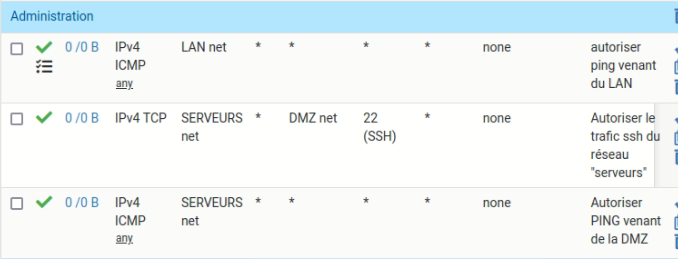 Administration
0 /0 B IPv4 ICMP any LAN net * * * * none autoriser ping venant du LAN
0 /0 B IPv4 TCP SERVEURS net * DMZ net 22 (SSH) * none Autoriser le trafic ssh du réseau "serveurs"
0 /0 B IPv4 ICMP any SERVEURS net * * * * none Autoriser PING venant de la DMZ